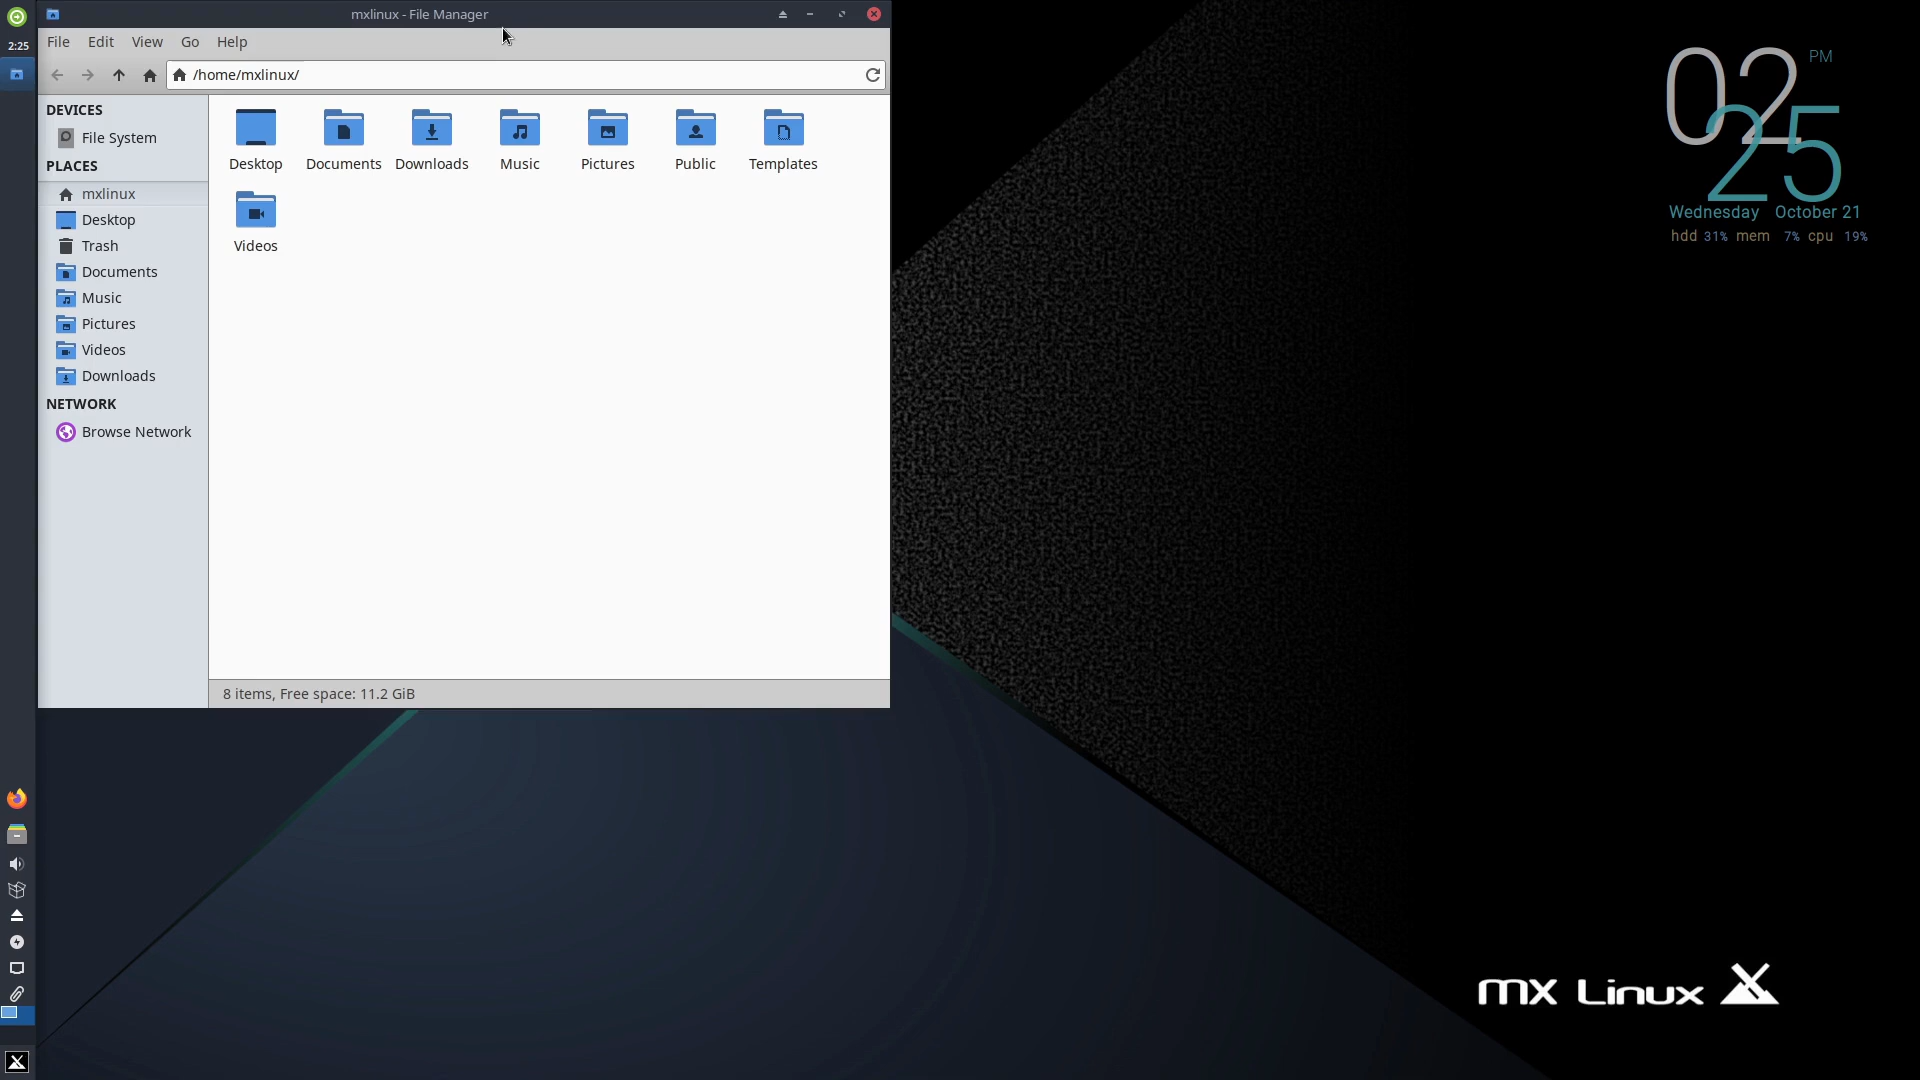 2:25
mxlinux - File Manager
File Edit View Go Help
/home/mxlinux/
DEVICES
File System
PLACES
mxlinux
Desktop
Trash
Documents
Music
Pictures
Videos
Downloads
NETWORK
Browse Network
Desktop Documents Downloads Music Pictures Public Templates
Videos
8 items, Free space: 11.2 GiB
02 PM
25
Wednesday October 21
hdd 31% mem 7% cpu 19%
mx Linux